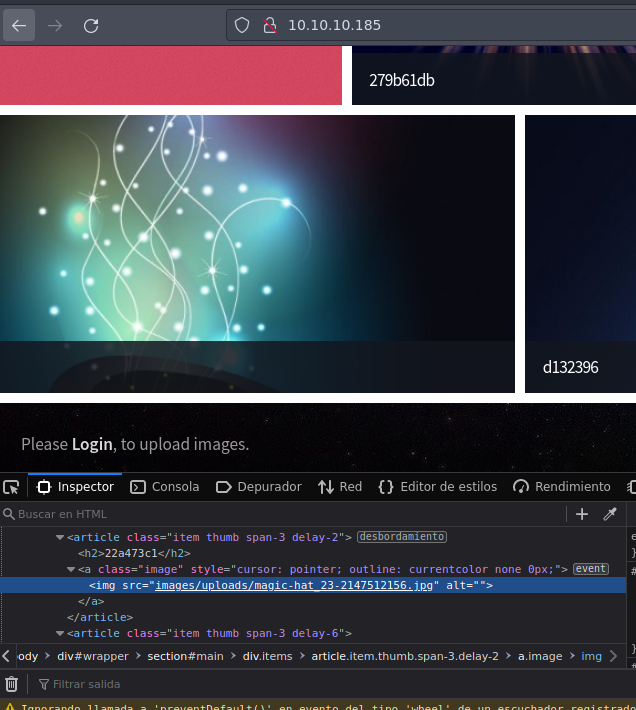 10.10.10.185
279b61db
d132396
Please Login, to upload images.
Inspector Consola Depurador Red Editor de estilos Rendimiento
Buscar en HTML
<article class="item thumb span-3 delay-2"> desbordamiento
<h2>22a473c1</h2>
<a class="image" style="cursor: pointer; outline: currentcolor none 0px;"> event
<img src="images/uploads/magic-hat_23-2147512156.jpg" alt="">
</a>
</article>
<article class="item thumb span-3 delay-6">
ody div#wrapper section#main div.items article.item.thumb.span-3.delay-2 a.image img
Filtrar salida
Ignorando llamada a 'preventDefault()' en evento del tipo 'wheel' de un escuchador registrado